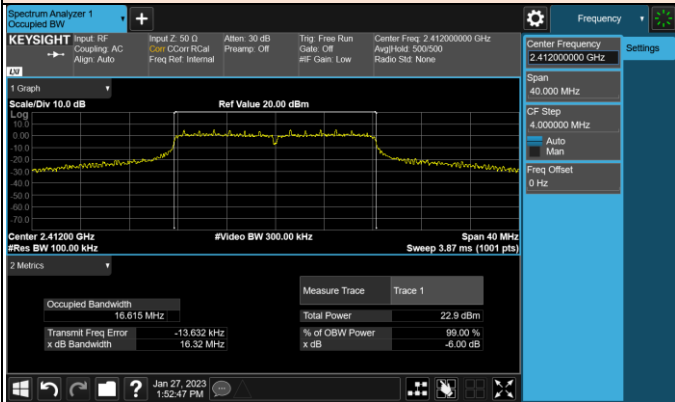 Spectrum Analyzer 1
Occupied BW
Frequency
KEYSIGHT
Input: RF
Coupling: AC
Align: Auto
Input Z: 50 Ω
Corr CCorr RCal
Freq Ref: Internal
Atten: 30 dB
Preamp: Off
Trig: Free Run
Gate: Off
#IF Gain: Low
Center Freq: 2.412000000 GHz
Avg|Hold: 500/500
Radio Std: None
LXI
Center Frequency
2.412000000 GHz
Settings
Span
40.000 MHz
CF Step
4.000000 MHz
Auto
Man
Freq Offset
0 Hz
1 Graph
Scale/Div 10.0 dB
Ref Value 20.00 dBm
Log
10.0
0.00
-10.0
-20.0
-30.0
-40.0
-50.0
-60.0
-70.0
Center 2.41200 GHz
#Video BW 300.00 kHz
Span 40 MHz
#Res BW 100.00 kHz
Sweep 3.87 ms (1001 pts)
2 Metrics
Measure Trace Trace 1
Occupied Bandwidth
16.615 MHz
Total Power 22.9 dBm
Transmit Freq Error -13.632 kHz
% of OBW Power 99.00 %
x dB Bandwidth 16.32 MHz
x dB -6.00 dB
?
Jan 27, 2023
1:52:47 PM